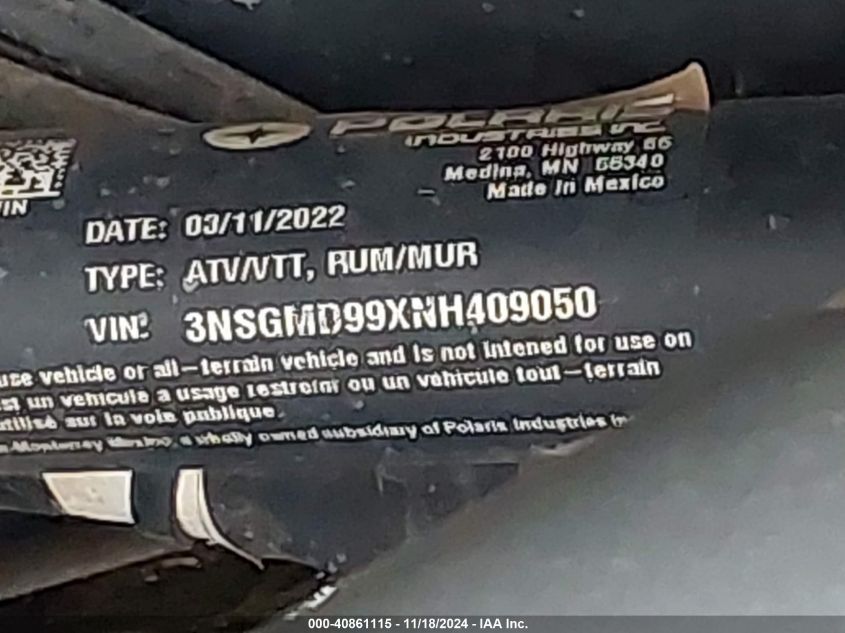 POLARIS
INDUSTRIES INC.
2100 Highway 55
Medina, MN 55340
Made In Mexico
VIN
DATE: 03/11/2022
TYPE: ATV/VTT, RUM/MUR
VIN: 3NSGMD99XNH409050
use vehicle or all-terrain vehicle and is not intened for use on
un vehicule a usage restreint ou un vehicule tout-terrain
utilisé sur la voie publique
Monterrey Mexico, a wholly owned subsidiary of Polaris Industries
000-40861115 - 11/18/2024 - IAA Inc.